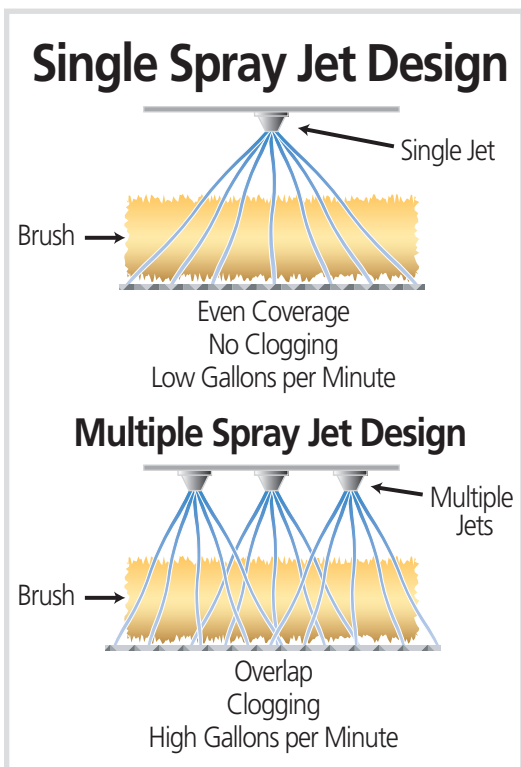 Single Spray Jet Design
Single Jet
Brush
Even Coverage
No Clogging
Low Gallons per Minute
Multiple Spray Jet Design
Multiple
Jets
Brush
Overlap
Clogging
High Gallons per Minute